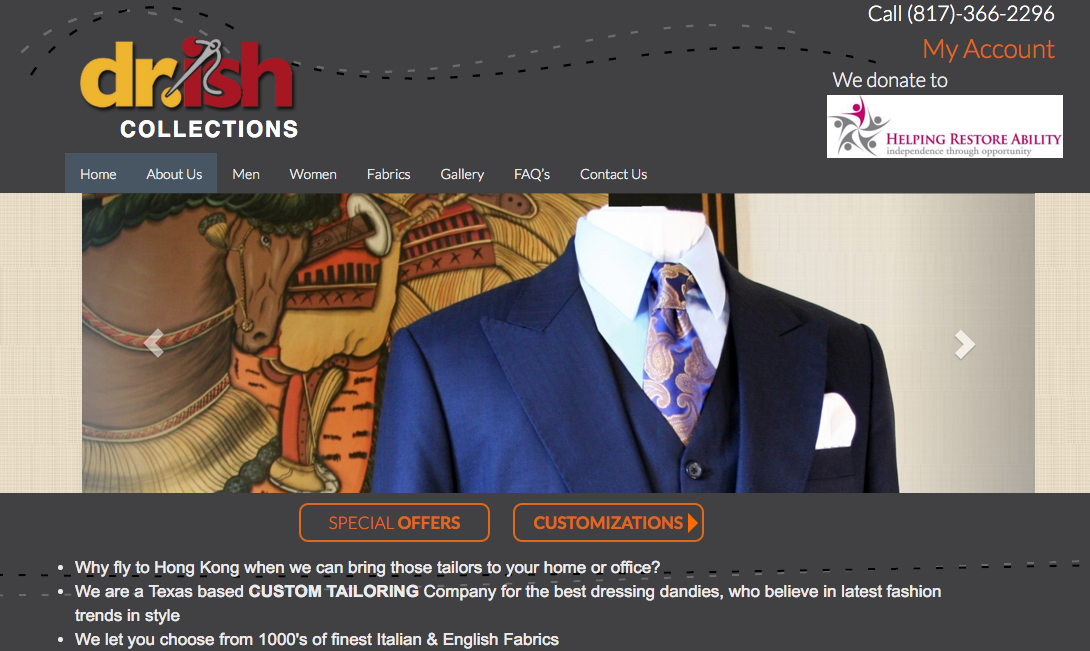 Call (817)-366-2296
My Account
We donate to
HELPING RESTORE ABILITY
independence through opportunity
dr.ish
COLLECTIONS
Home About Us Men Women Fabrics Gallery FAQ's Contact Us
SPECIAL OFFERS CUSTOMIZATIONS
• Why fly to Hong Kong when we can bring those tailors to your home or office?
• We are a Texas based CUSTOM TAILORING Company for the best dressing dandies, who believe in latest fashion
trends in style
• We let you choose from 1000's of finest Italian & English Fabrics